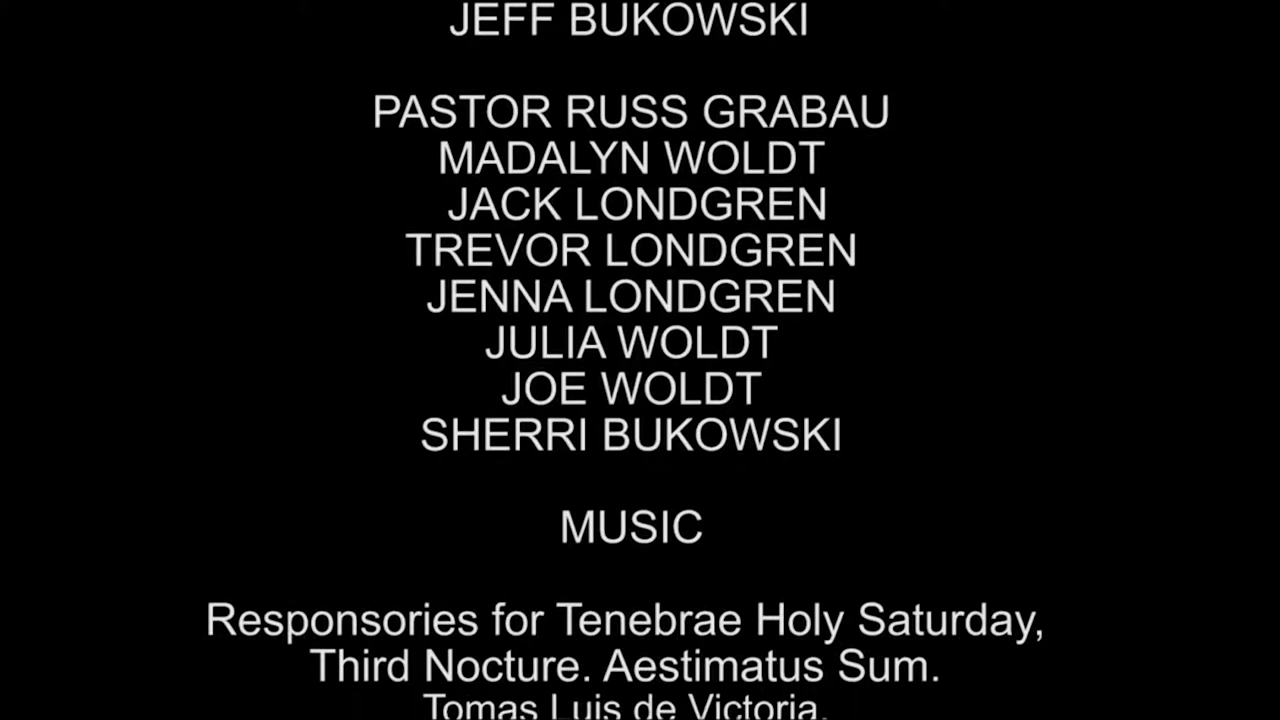 JEFF BUKOWSKI
PASTOR RUSS GRABAU
MADALYN WOLDT
JACK LONDGREN
TREVOR LONDGREN
JENNA LONDGREN
JULIA WOLDT
JOE WOLDT
SHERRI BUKOWSKI
MUSIC
Responsories for Tenebrae Holy Saturday,
Third Nocture. Aestimatus Sum.
Tomas Luis de Victoria.